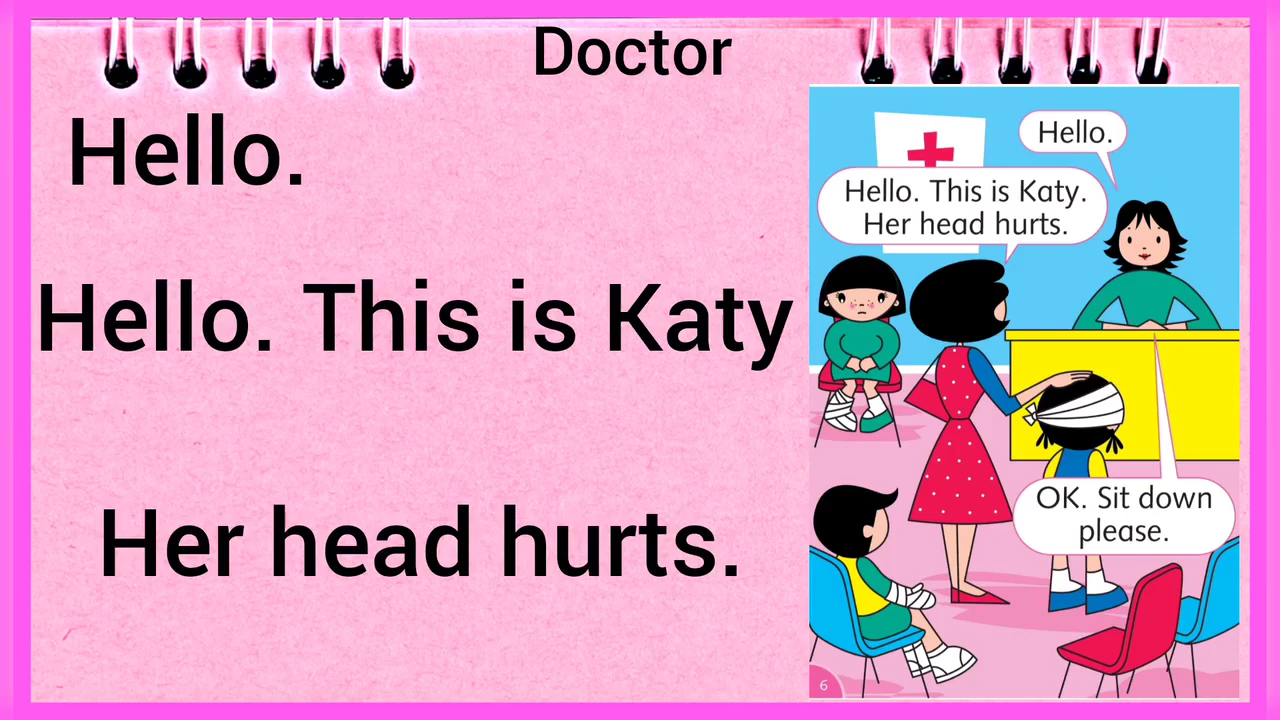 Doctor
Hello.
Hello. This is Katy
Her head hurts.
Hello.
Hello. This is Katy.
Her head hurts.
OK. Sit down
please.
6